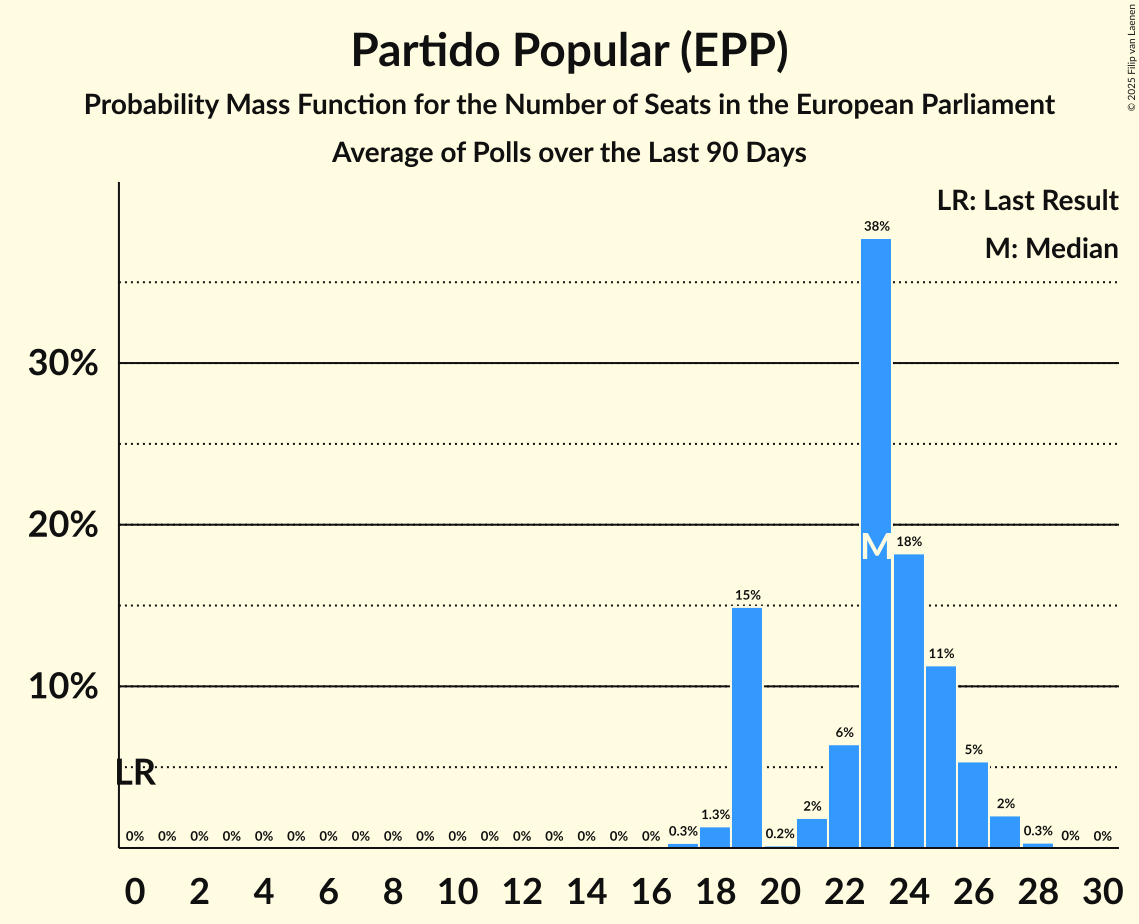 Partido Popular (EPP)
Probability Mass Function for the Number of Seats in the European Parliament
Average of Polls over the Last 90 Days
© 2025 Filip van Laenen
LR: Last Result
M: Median
38%
30%
20%
M
18%
15%
11%
10%
6%
5%
LR
2%
2%
1.3%
0% 0% 0% 0% 0% 0% 0% 0% 0% 0% 0% 0% 0% 0% 0% 0% 0% 0.3% 0.2% 0.3% 0% 0%
0 2 4 6 8 10 12 14 16 18 20 22 24 26 28 30